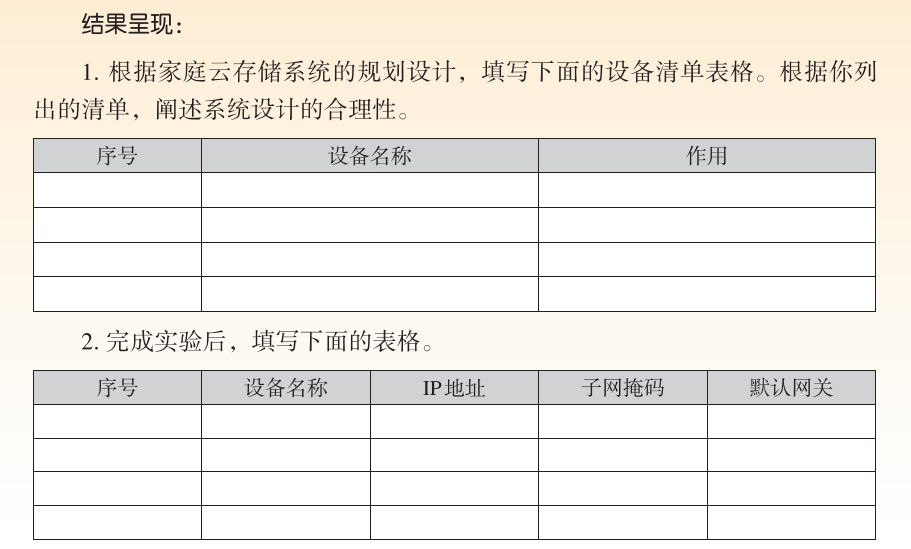 结果呈现：
1. 根据家庭云存储系统的规划设计，填写下面的设备清单表格。根据你列
出的清单，阐述系统设计的合理性。
序号 设备名称 作用
2. 完成实验后，填写下面的表格。
序号 设备名称 IP地址 子网掩码 默认网关